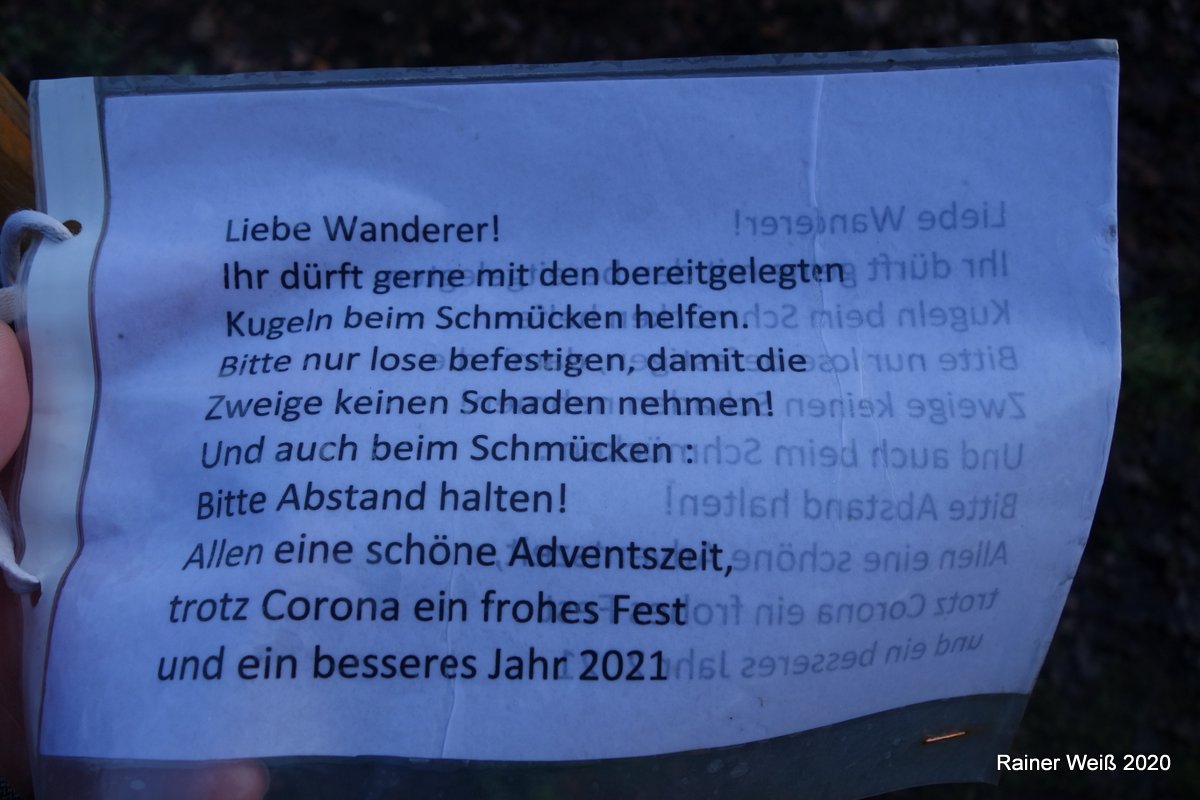 Liebe Wanderer!
Ihr dürft gerne mit den bereitgelegten
Kugeln beim Schmücken helfen.
Bitte nur lose befestigen, damit die
Zweige keinen Schaden nehmen!
Und auch beim Schmücken :
Bitte Abstand halten!
Allen eine schöne Adventszeit,
trotz Corona ein frohes Fest
und ein besseres Jahr 2021
Rainer Weiß 2020